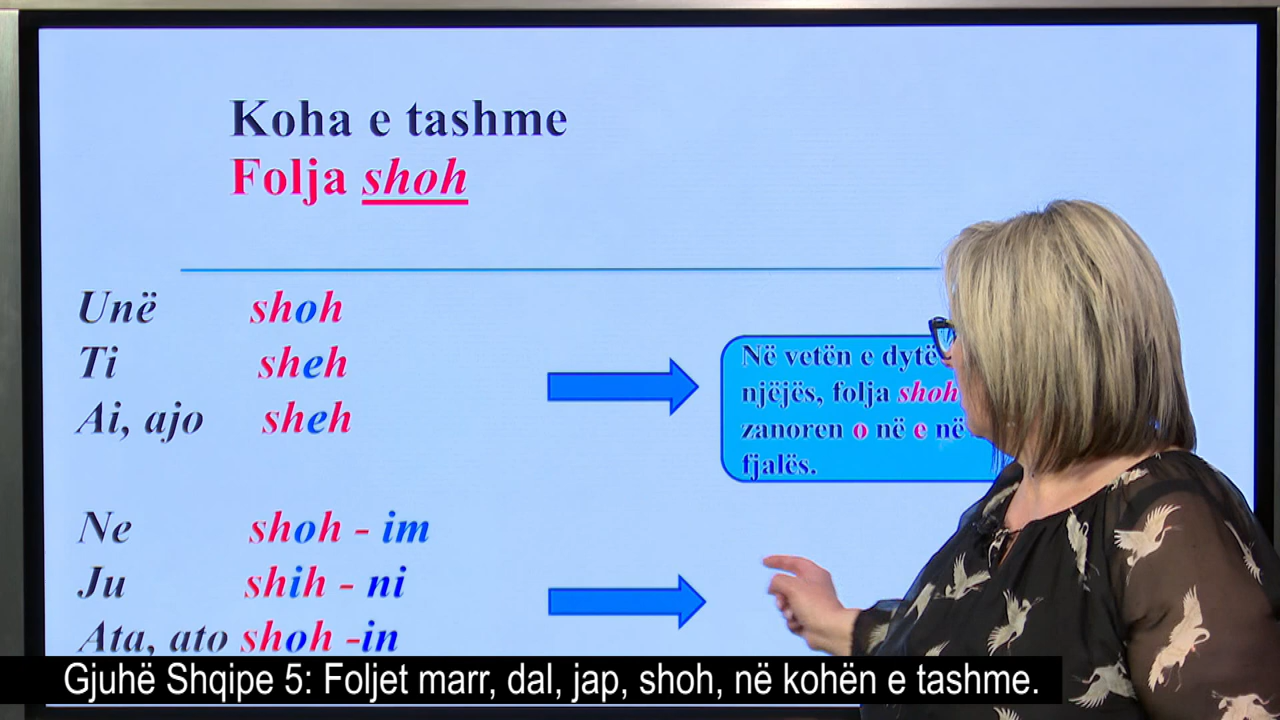 Koha e tashme
Folja shoh
Unë shoh
Ti sheh
Ai, ajo sheh
Në vetën e dytë
njëjës, folja shoh
zanoren o në e në
fjalës.
Ne shoh - im
Ju shih - ni
Ata, ato shoh -in
Gjuhë Shqipe 5: Foljet marr, dal, jap, shoh, në kohën e tashme.